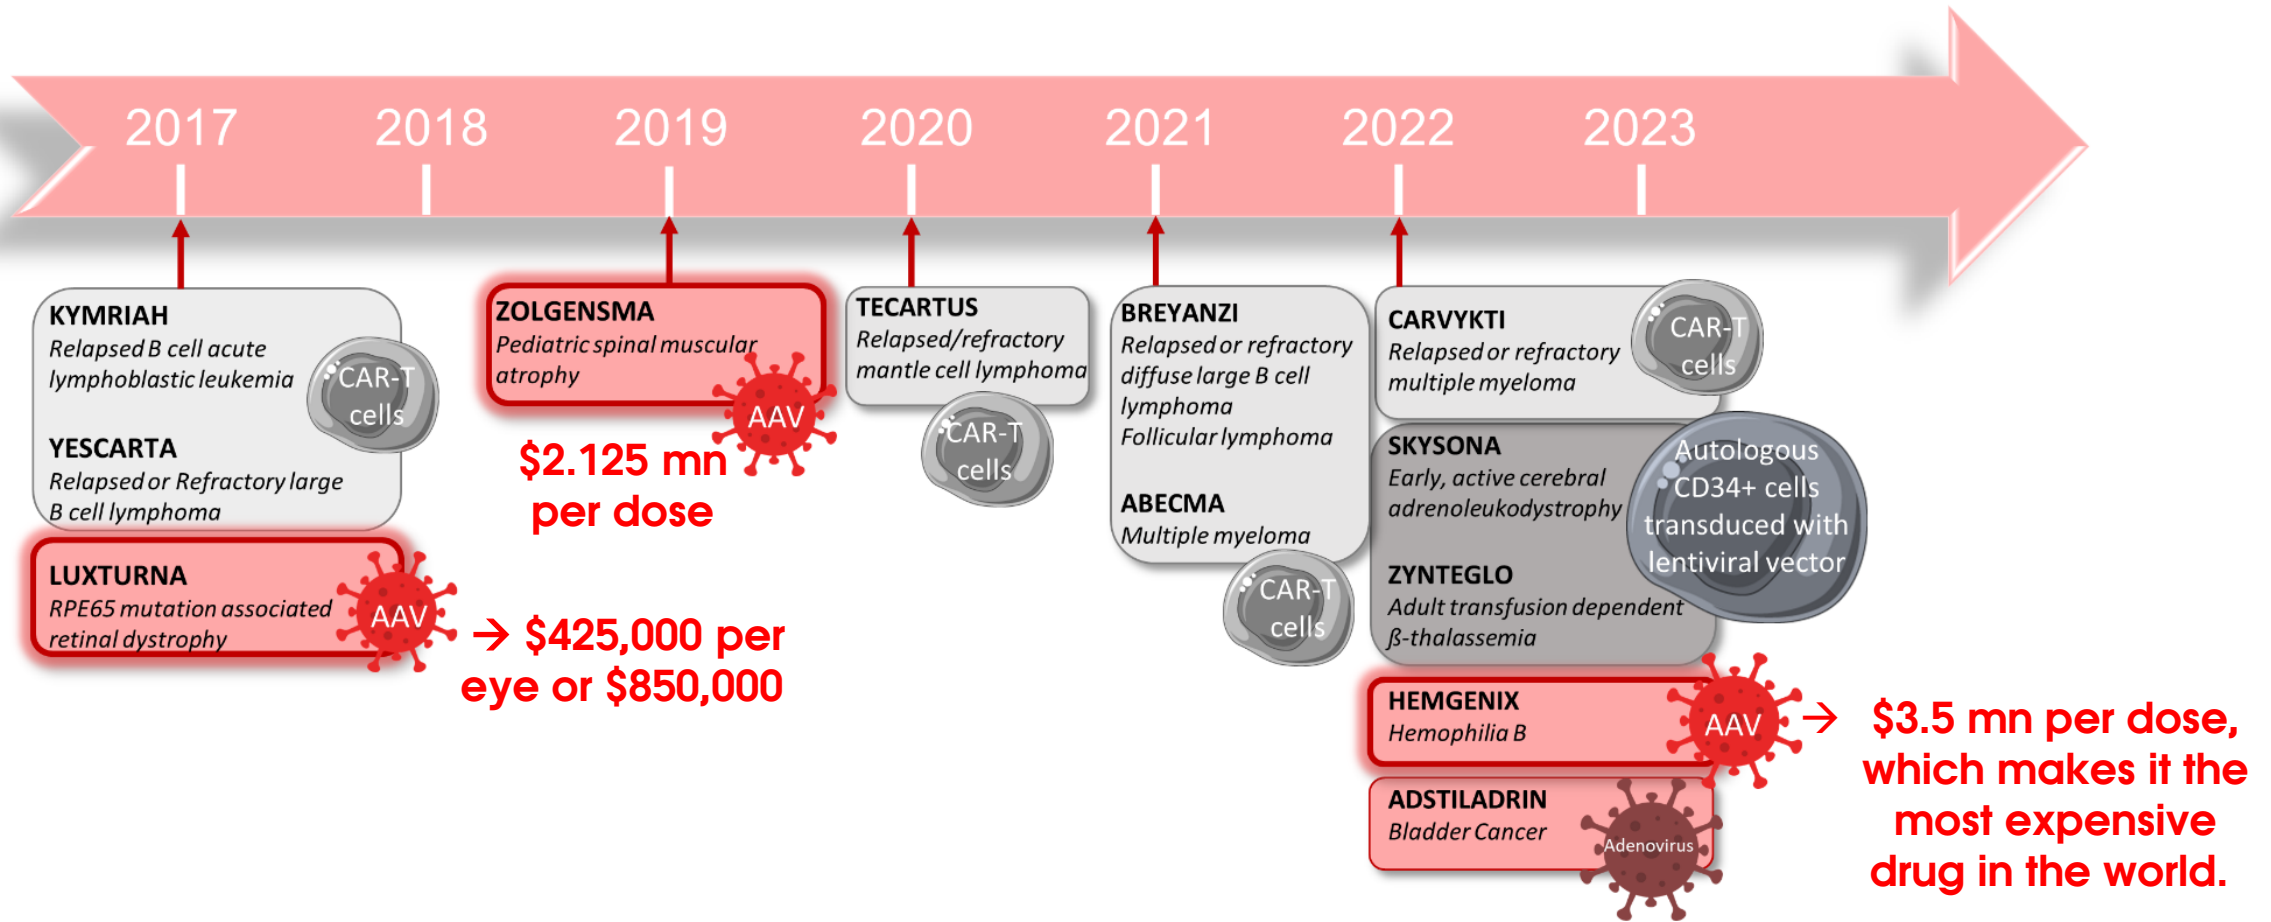 2017
2018
2019
2020
2021
2022
2023
KYMRIAH
Relapsed B cell acute
lymphoblastic leukemia
CAR-T
cells
YESCARTA
Relapsed or Refractory large
B cell lymphoma
LUXTURNA
RPE65 mutation associated
retinal dystrophy
AAV
→ $425,000 per
eye or $850,000
ZOLGENSMA
Pediatric spinal muscular
atrophy
AAV
$2.125 mn
per dose
TECARTUS
Relapsed/refractory
mantle cell lymphoma
CAR-T
cells
BREYANZI
Relapsed or refractory
diffuse large B cell
lymphoma
Follicular lymphoma
ABECMA
Multiple myeloma
CAR-T
cells
CARVYKTI
Relapsed or refractory
multiple myeloma
CAR-T
cells
SKYSONA
Early, active cerebral
adrenoleukodystrophy
ZYNTEGLO
Adult transfusion dependent
ß-thalassemia
Autologous
CD34+ cells
transduced with
lentiviral vector
HEMGENIX
Hemophilia B
AAV
→ $3.5 mn per dose,
which makes it the
most expensive
drug in the world.
ADSTILADRIN
Bladder Cancer
Adenovirus